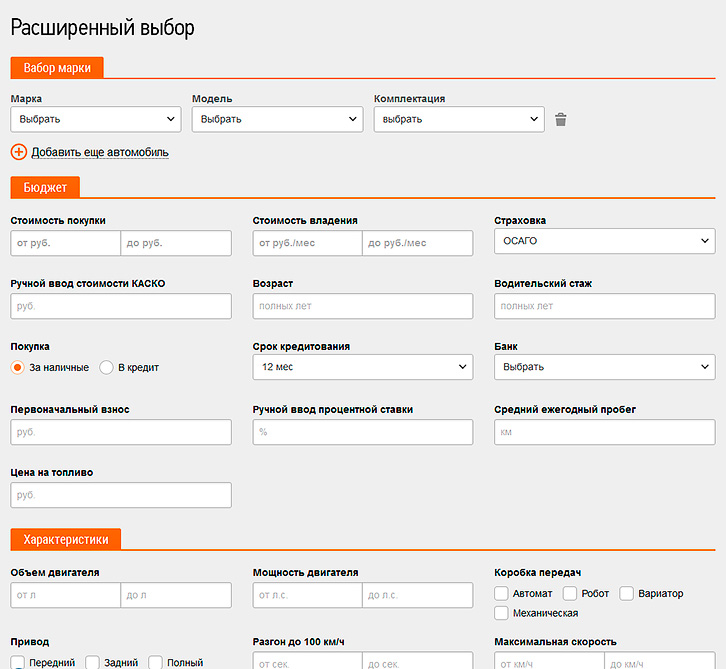 Расширенный выбор
Вабор марки
Марка Модель Комплектация
Выбрать Выбрать выбрать
Добавить еще автомобиль
Бюджет
Стоимость покупки Стоимость владения Страховка
от руб. до руб. от руб./мес до руб./мес ОСАГО
Ручной ввод стоимости КАСКО Возраст Водительский стаж
руб. полных лет полных лет
Покупка Срок кредитования Банк
За наличные В кредит 12 мес Выбрать
Первоначальный взнос Ручной ввод процентной ставки Средний ежегодный пробег
руб. % км
Цена на топливо
руб.
Характеристики
Объем двигателя Мощность двигателя Коробка передач
от л до л от л.с. до л.с. Автомат Робот Вариатор
Механическая
Привод Разгон до 100 км/ч Максимальная скорость
Передний Задний Полный от сек. до сек. от км/ч до км/ч